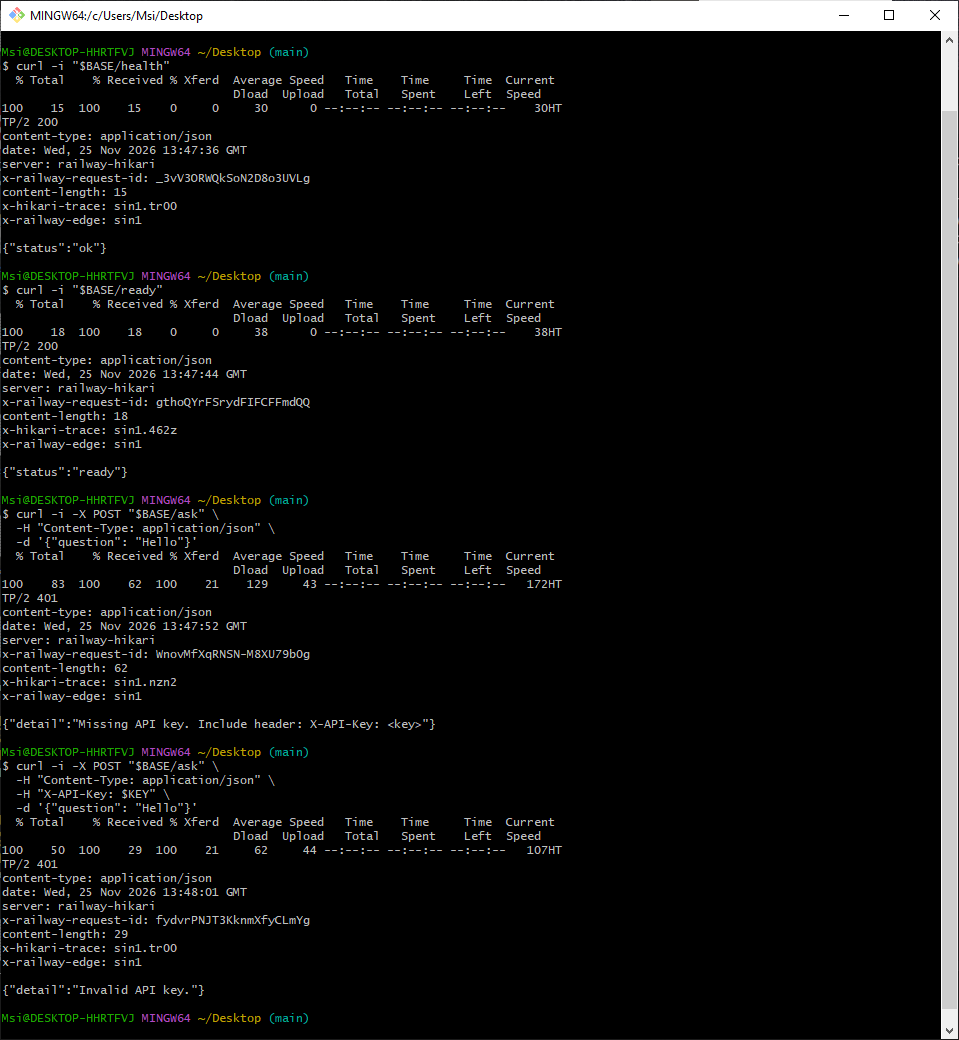 MINGW64:/c/Users/Msi/Desktop
Msi@DESKTOP-HHRTFVJ MINGW64 ~/Desktop (main)
$ curl -i "$BASE/health"
  % Total    % Received % Xferd  Average Speed   Time    Time     Time  Current
                                 Dload  Upload   Total   Spent    Left  Speed
100    15  100    15    0     0     30      0 --:--:-- --:--:-- --:--:--    30HT
TP/2 200
content-type: application/json
date: Wed, 25 Nov 2026 13:47:36 GMT
server: railway-hikari
x-railway-request-id: _3vV3ORWQkSoN2D8o3UVLg
content-length: 15
x-hikari-trace: sin1.tr00
x-railway-edge: sin1

{"status":"ok"}

Msi@DESKTOP-HHRTFVJ MINGW64 ~/Desktop (main)
$ curl -i "$BASE/ready"
  % Total    % Received % Xferd  Average Speed   Time    Time     Time  Current
                                 Dload  Upload   Total   Spent    Left  Speed
100    18  100    18    0     0     38      0 --:--:-- --:--:-- --:--:--    38HT
TP/2 200
content-type: application/json
date: Wed, 25 Nov 2026 13:47:44 GMT
server: railway-hikari
x-railway-request-id: gthoQYrFSrydFIFCFFmdQQ
content-length: 18
x-hikari-trace: sin1.462z
x-railway-edge: sin1

{"status":"ready"}

Msi@DESKTOP-HHRTFVJ MINGW64 ~/Desktop (main)
$ curl -i -X POST "$BASE/ask" \
  -H "Content-Type: application/json" \
  -d '{"question": "Hello"}'
  % Total    % Received % Xferd  Average Speed   Time    Time     Time  Current
                                 Dload  Upload   Total   Spent    Left  Speed
100    83  100    62  100    21    129     43 --:--:-- --:--:-- --:--:--   172HT
TP/2 401
content-type: application/json
date: Wed, 25 Nov 2026 13:47:52 GMT
server: railway-hikari
x-railway-request-id: WnovMfXqRNSN-M8XU79bOg
content-length: 62
x-hikari-trace: sin1.nzn2
x-railway-edge: sin1

{"detail":"Missing API key. Include header: X-API-Key: <key>"}

Msi@DESKTOP-HHRTFVJ MINGW64 ~/Desktop (main)
$ curl -i -X POST "$BASE/ask" \
  -H "Content-Type: application/json" \
  -H "X-API-Key: $KEY" \
  -d '{"question": "Hello"}'
  % Total    % Received % Xferd  Average Speed   Time    Time     Time  Current
                                 Dload  Upload   Total   Spent    Left  Speed
100    50  100    29  100    21     62     44 --:--:-- --:--:-- --:--:--   107HT
TP/2 401
content-type: application/json
date: Wed, 25 Nov 2026 13:48:01 GMT
server: railway-hikari
x-railway-request-id: fydvrPNJT3KknmXfyCLmYg
content-length: 29
x-hikari-trace: sin1.tr00
x-railway-edge: sin1

{"detail":"Invalid API key."}

Msi@DESKTOP-HHRTFVJ MINGW64 ~/Desktop (main)